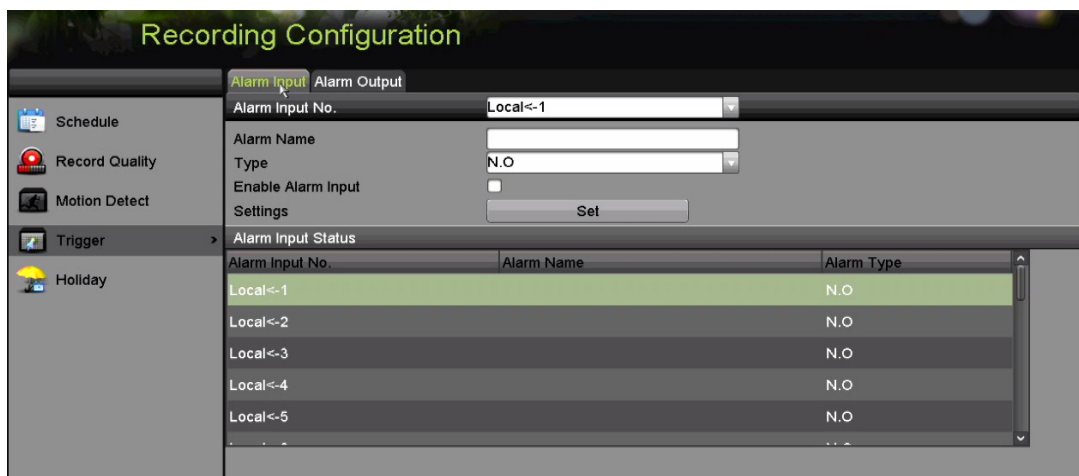 Recording Configuration
Alarm Input Alarm Output
Alarm Input No. Local<-1
Schedule
Record Quality
Motion Detect
Trigger >
Holiday
Alarm Name
Type N.O
Enable Alarm Input
Settings Set
Alarm Input Status
Alarm Input No. Alarm Name Alarm Type
Local<-1 N.O
Local<-2 N.O
Local<-3 N.O
Local<-4 N.O
Local<-5 N.O